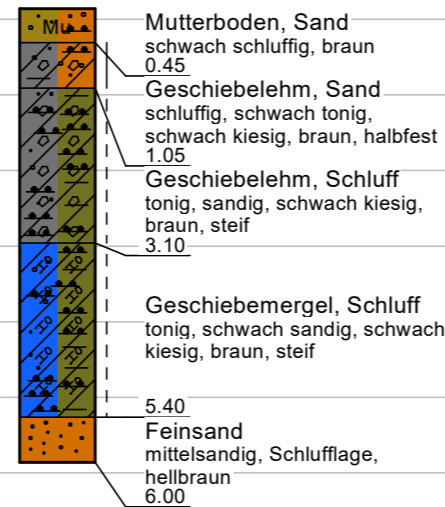 Mu
Mutterboden, Sand
schwach schluffig, braun
0.45
Geschiebelehm, Sand
schluffig, schwach tonig,
schwach kiesig, braun, halbfest
1.05
Geschiebelehm, Schluff
tonig, sandig, schwach kiesig,
braun, steif
3.10
Geschiebemergel, Schluff
tonig, schwach sandig, schwach
kiesig, braun, steif
5.40
Feinsand
mittelsandig, Schlufflage,
hellbraun
6.00